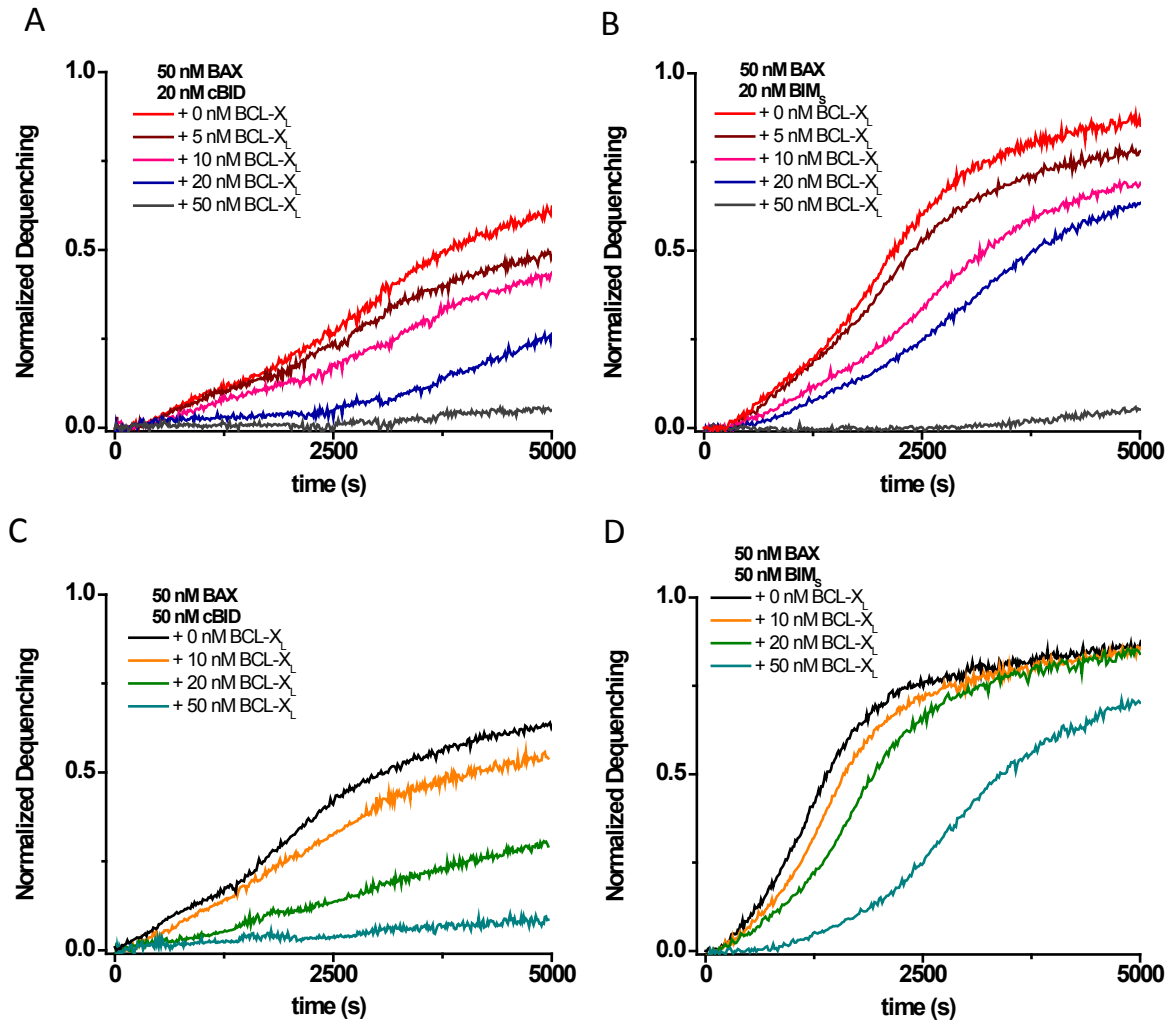 A
50 nM BAX
20 nM cBID
+ 0 nM BCL-XL
+ 5 nM BCL-XL
+ 10 nM BCL-XL
+ 20 nM BCL-XL
+ 50 nM BCL-XL
Normalized Dequenching
1.0
0.5
0.0
0
2500
5000
time (s)
B
50 nM BAX
20 nM BIMS
+ 0 nM BCL-XL
+ 5 nM BCL-XL
+ 10 nM BCL-XL
+ 20 nM BCL-XL
+ 50 nM BCL-XL
Normalized Dequenching
1.0
0.5
0.0
0
2500
5000
time (s)
C
50 nM BAX
50 nM cBID
+ 0 nM BCL-XL
+ 10 nM BCL-XL
+ 20 nM BCL-XL
+ 50 nM BCL-XL
Normalized Dequenching
1.0
0.5
0.0
0
2500
5000
time (s)
D
50 nM BAX
50 nM BIMS
+ 0 nM BCL-XL
+ 10 nM BCL-XL
+ 20 nM BCL-XL
+ 50 nM BCL-XL
Normalized Dequenching
1.0
0.5
0.0
0
2500
5000
time (s)